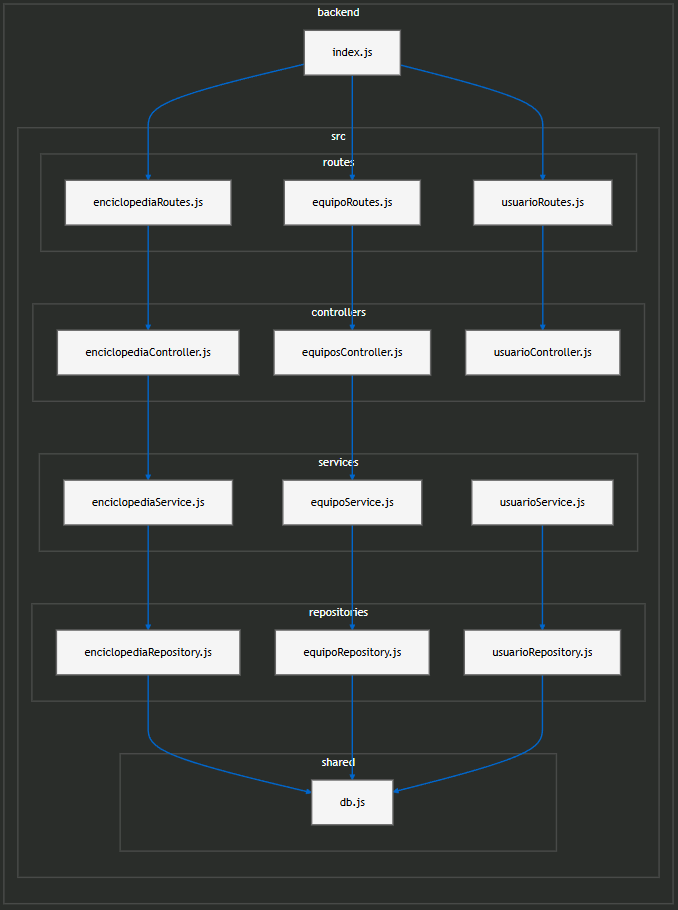 backend
index.js
src
routes
enciclopediaRoutes.js
equipoRoutes.js
usuarioRoutes.js
controllers
enciclopediaController.js
equiposController.js
usuarioController.js
services
enciclopediaService.js
equipoService.js
usuarioService.js
repositories
enciclopediaRepository.js
equipoRepository.js
usuarioRepository.js
shared
db.js